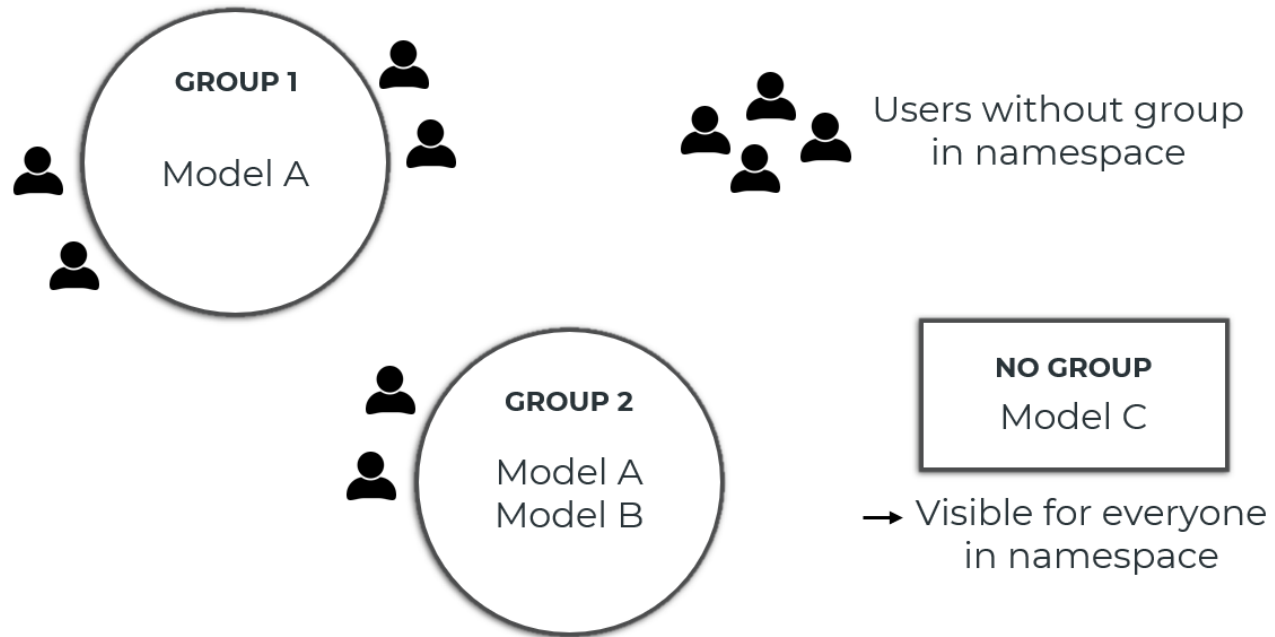 GROUP 1
Model A
Users without group
in namespace
GROUP 2
Model A
Model B
NO GROUP
Model C
→ Visible for everyone
in namespace